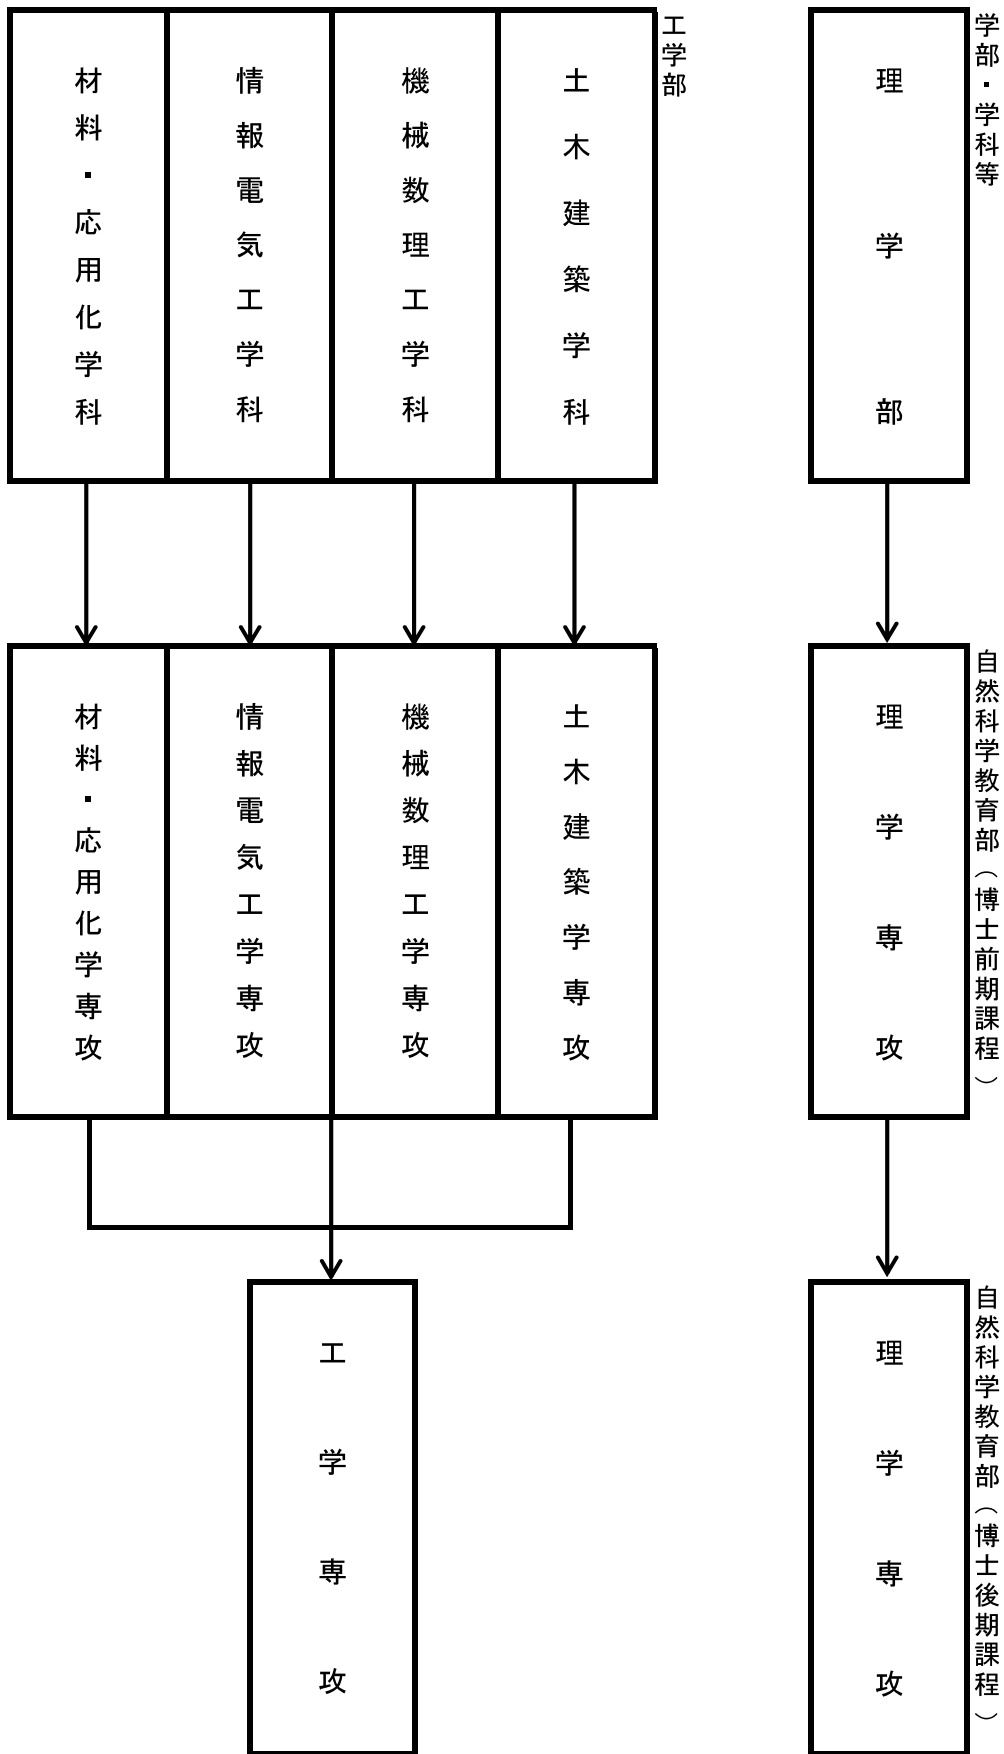 学部・学科等
理学部
工学部
土木建築学科
機械数理工学科
情報電気工学科
材料・応用化学科
自然科学教育部（博士前期課程）
理学専攻
土木建築学専攻
機械数理工学専攻
情報電気工学専攻
材料・応用化学専攻
自然科学教育部（博士後期課程）
理学専攻
工学専攻